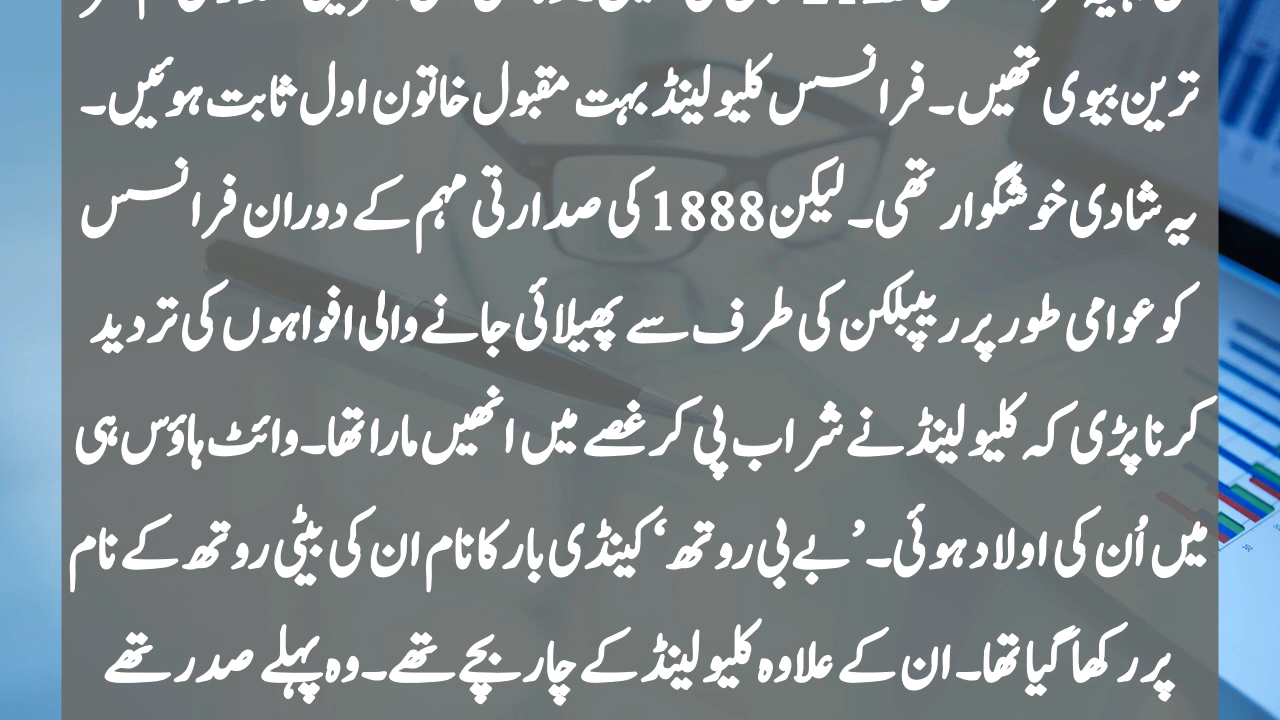 ترین بیوی تھیں۔ فرانسس کلیولینڈ بہت مقبول خاتون اول ثابت ہوئیں۔
یہ شادی خوشگوار تھی۔ لیکن 1888 کی صدارتی مہم کے دوران فرانسس
کو عوامی طور پر رپیبلکن کی طرف سے پھیلائی جانے والی افواہوں کی تردید
کرنا پڑی کہ کلیولینڈ نے شراب پی کر غصے میں انھیں مارا تھا۔ وائٹ ہاؤس ہی
میں اُن کی اولاد ہوئی۔ ’بے بی روتھ‘ کینڈی بار کا نام ان کی بیٹی روتھ کے نام
پر رکھا گیا تھا۔ ان کے علاوہ کلیولینڈ کے چار بچے تھے۔ وہ پہلے صدر تھے